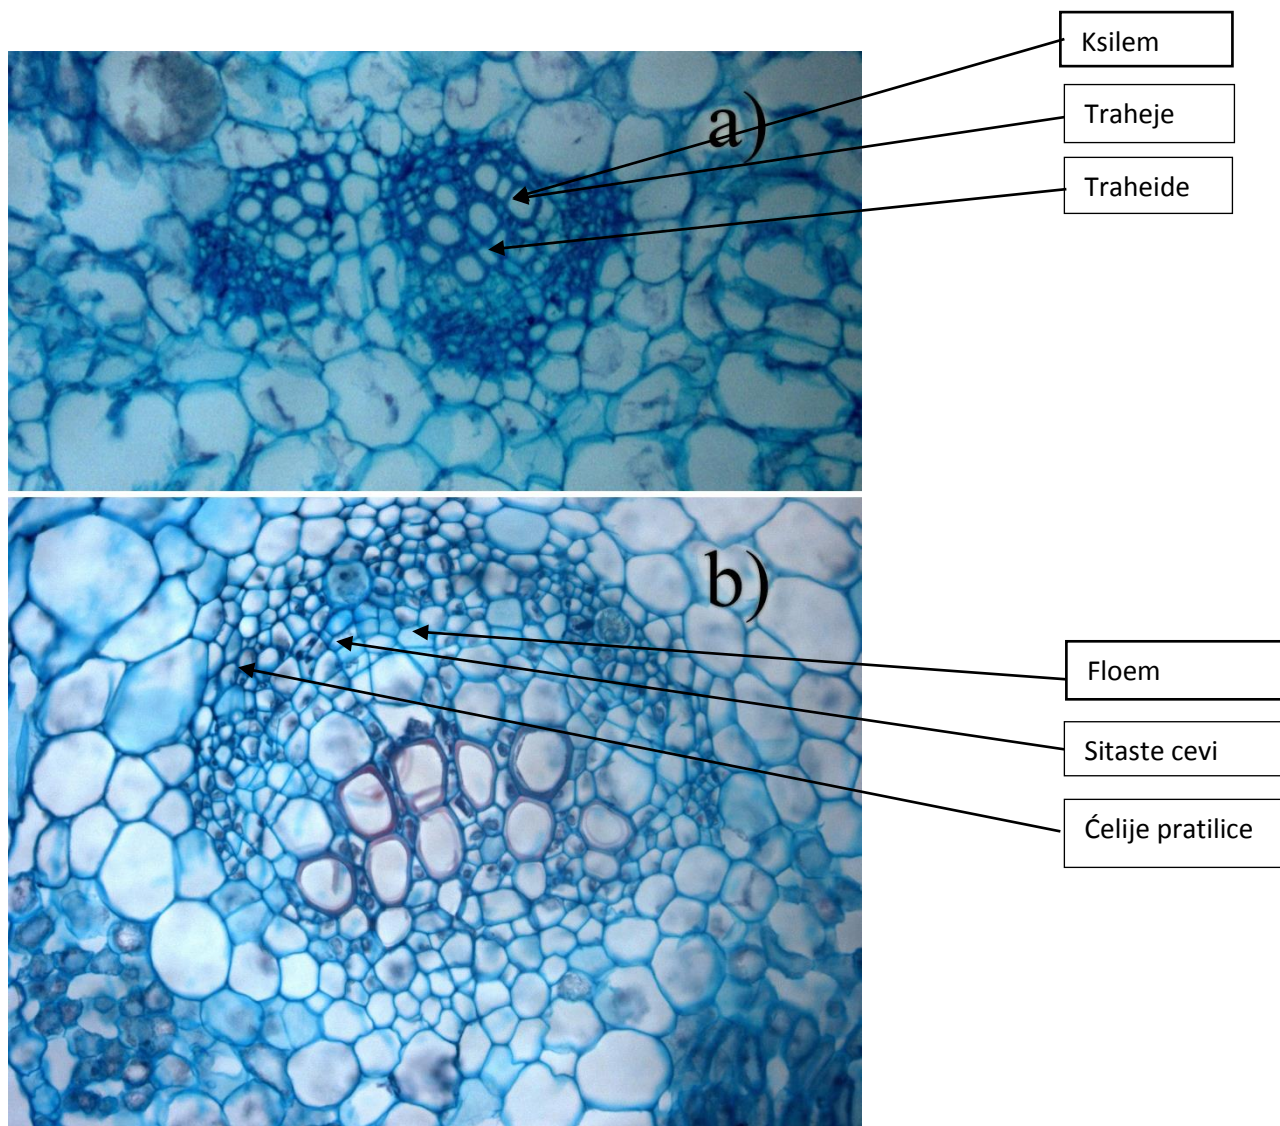 Ksilem
a)
Traheje
Traheide
b)
Floem
Sitaste cevi
Ćelije pratilice